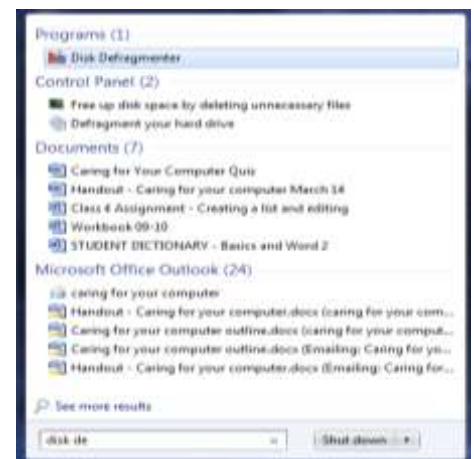 Programs (1)
Disk Defragmenter
Control Panel (2)
Free up disk space by deleting unnecessary files
Defragment your hard drive
Documents (7)
Caring for Your Computer Quiz
Handout - Caring for your computer March 14
Class 4 Assignment - Creating a list and editing
Workbook 09-10
STUDENT DICTIONARY - Basics and Word 2
Microsoft Office Outlook (24)
caring for your computer
Handout - Caring for your computer.docx (caring for your com...
Caring for your computer outline.docx (caring for your comput...
Caring for your computer outline.docx (Emailing: Caring for yo...
Handout - Caring for your computer.docx (Emailing: Caring for...
See more results
disk de
Shut down